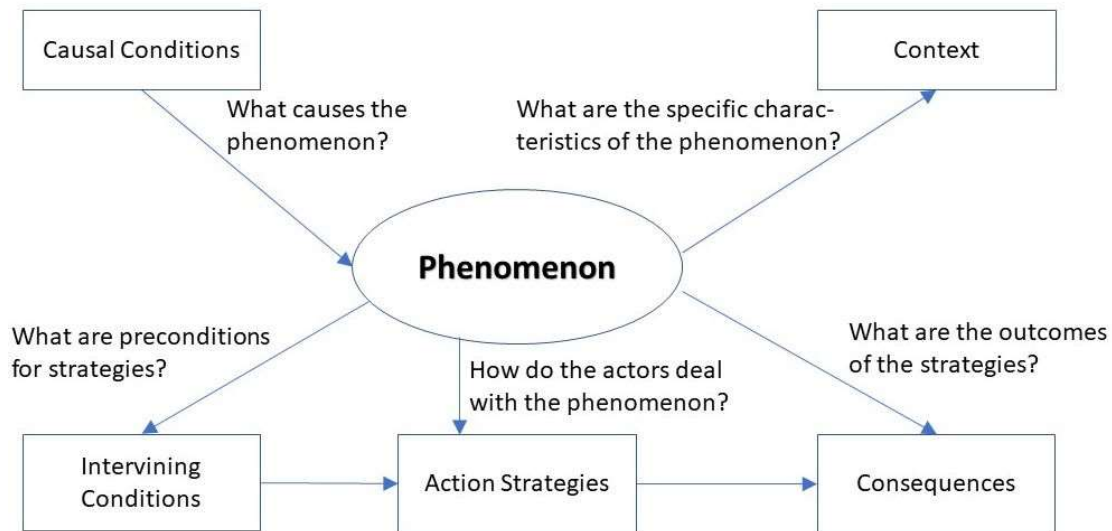 Causal Conditions
Context
What causes the
phenomenon?
What are the specific charac-
teristics of the phenomenon?
Phenomenon
What are preconditions
for strategies?
How do the actors deal
with the phenomenon?
What are the outcomes
of the strategies?
Intervining
Conditions
Action Strategies
Consequences